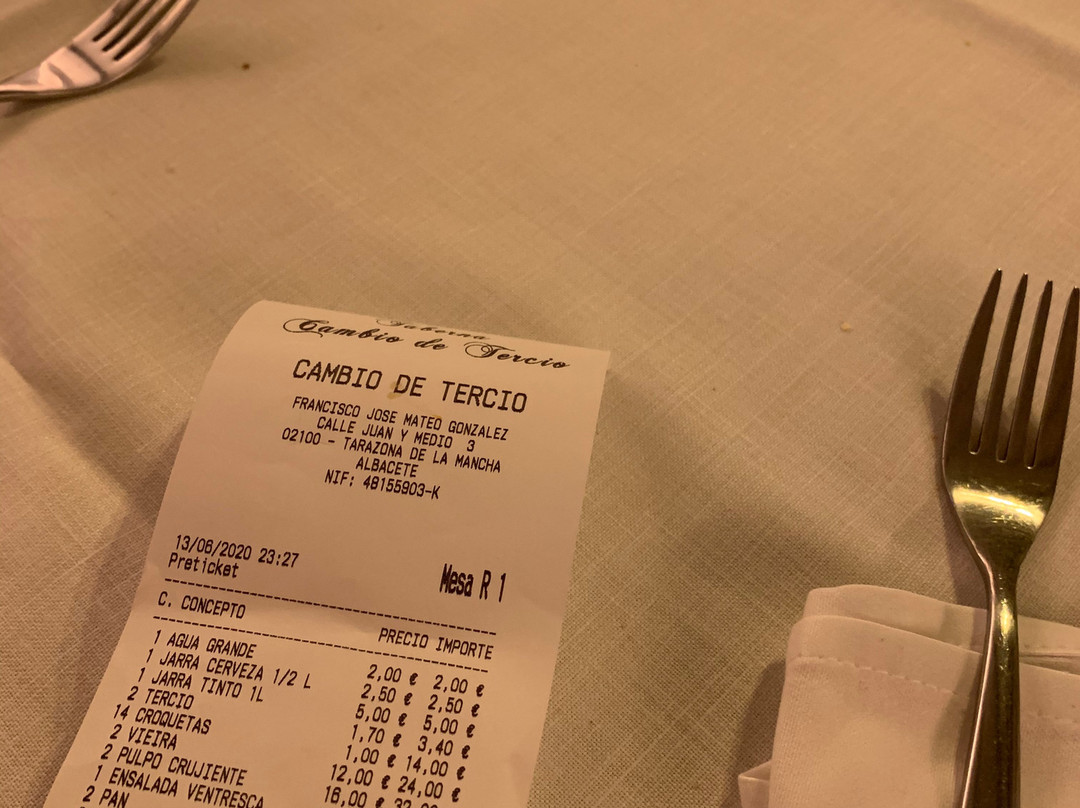 Taberna
Cambio de Tercio
CAMBIO DE TERCIO
FRANCISCO JOSE MATEO GONZALEZ
CALLE JUAN Y MEDIO 3
02100 - TARAZONA DE LA MANCHA
ALBACETE
NIF: 48155903-K
13/06/2020 23:27
Preticket
Mesa R 1
C. CONCEPTO PRECIO IMPORTE
1 AGUA GRANDE 2,00 € 2,00 €
1 JARRA CERVEZA 1/2 L 2,50 € 2,50 €
1 JARRA TINTO 1L 5,00 € 5,00 €
2 TERCIO 1,70 € 3,40 €
14 CROQUETAS 1,00 € 14,00 €
2 VIEIRA 12,00 € 24,00 €
2 PULPO CRUJIENTE 16,00
1 ENSALADA VENTRESCA
2 PAN